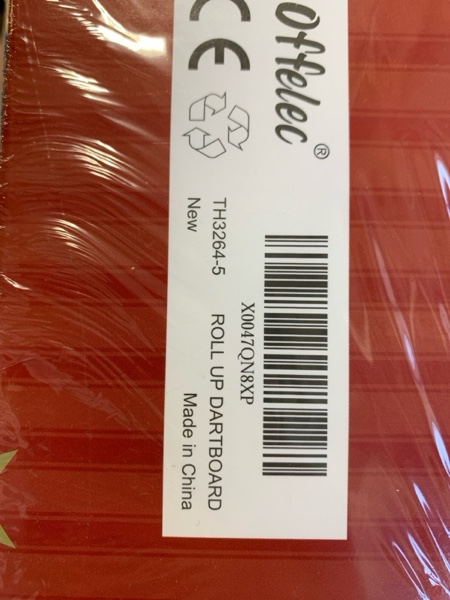 Offelec®
CE
X0047QN8XP
TH3264-5 ROLL UP DARTBOARD
New Made in China